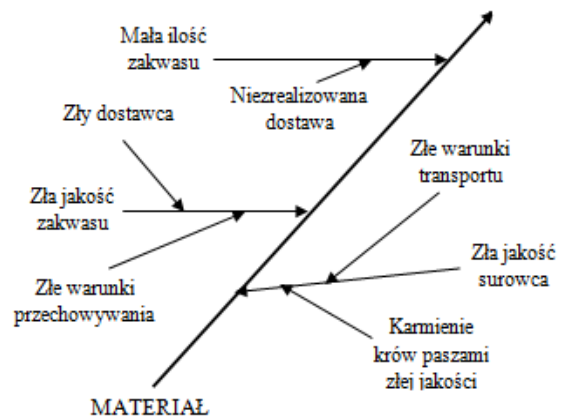 Mała ilość
zakwasu
Niezrealizowana
dostawa
Zły dostawca
Złe warunki
transportu
Zła jakość
zakwasu
Zła jakość
surowca
Złe warunki
przechowywania
Karmienie
krów paszami
złej jakości
MATERIAŁ